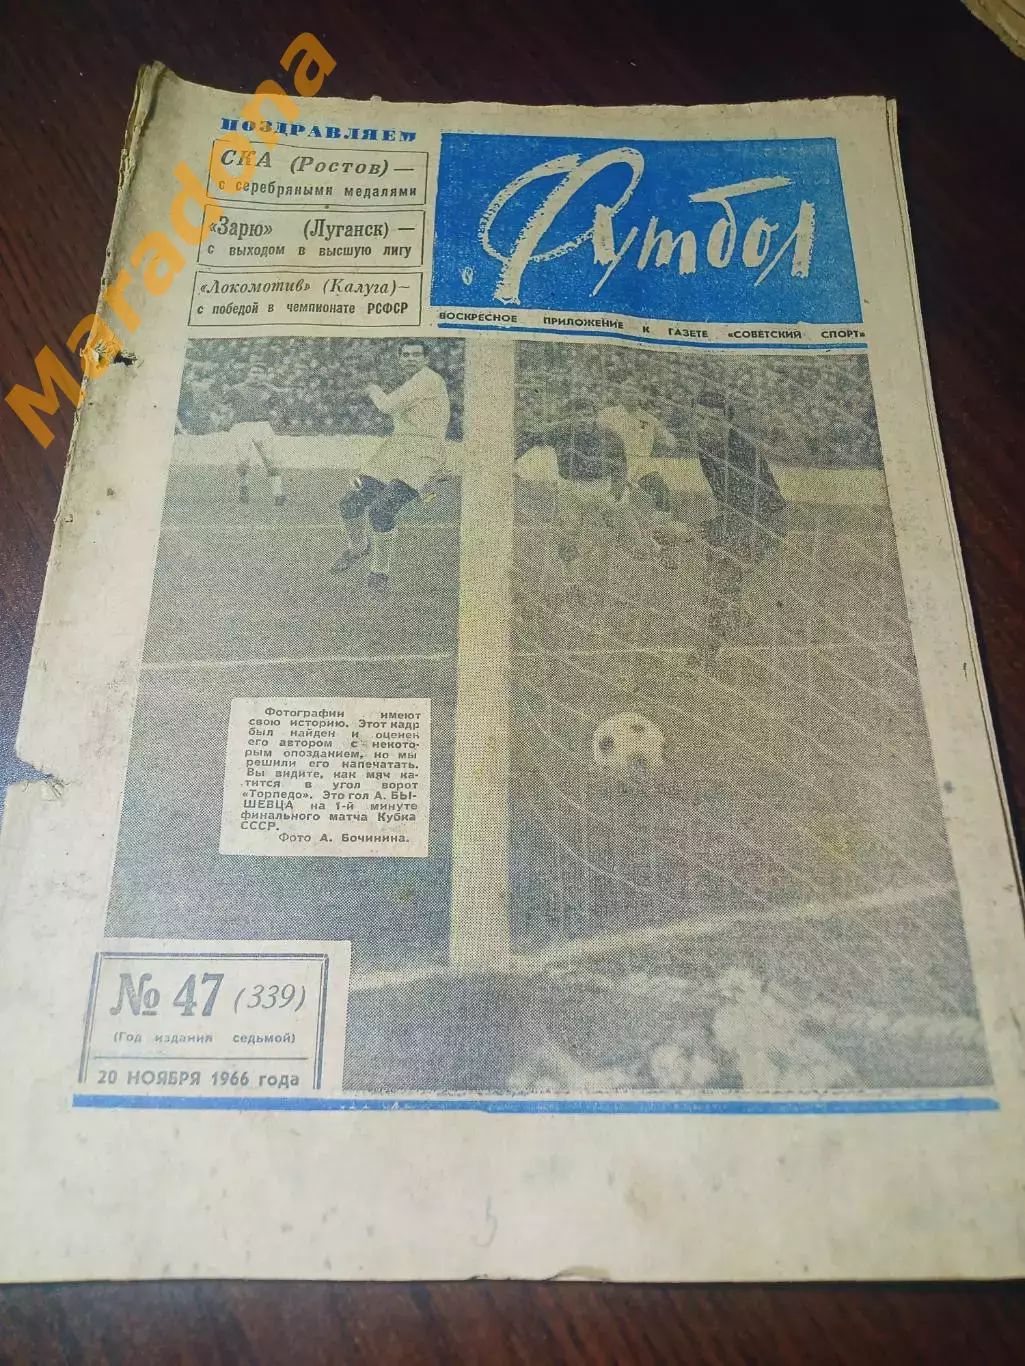 Maradona
ПОЗДРАВЛЯЕМ
СКА (Ростов) —
с серебряными медалями
«Зарю» (Луганск) —
с выходом в высшую лигу
«Локомотив» (Калуга) —
с победой в чемпионате РСФСР
Футбол
ВОСКРЕСНОЕ ПРИЛОЖЕНИЕ К ГАЗЕТЕ «СОВЕТСКИЙ СПОРТ»
Фотографии имеют
свою историю. Этот кадр
был найден и оценен
его автором с некото-
рым опозданием, но мы
решили его напечатать.
Вы видите, как мяч ка-
тится в угол ворот
«Торпедо». Это гол А. БЫ-
ШЕВЦА на 1-й минуте
финального матча Кубка
СССР.
Фото А. Бочинина.
№ 47 (339)
(Год издания седьмой)
20 НОЯБРЯ 1966 года